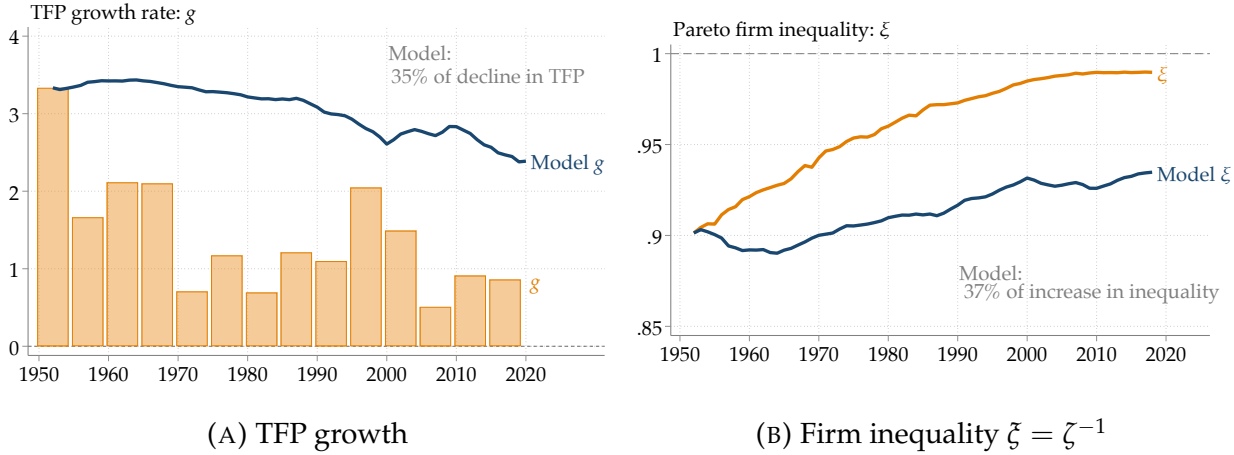 TFP growth rate: g
4
3
2
1
0
1950 1960 1970 1980 1990 2000 2010 2020
Model:
35% of decline in TFP
Model g
g
(A) TFP growth
Pareto firm inequality: ξ
1
.95
.9
.85
1950 1960 1970 1980 1990 2000 2010 2020
ξ
Model ξ
Model:
37% of increase in inequality
(B) Firm inequality ξ = ζ⁻¹